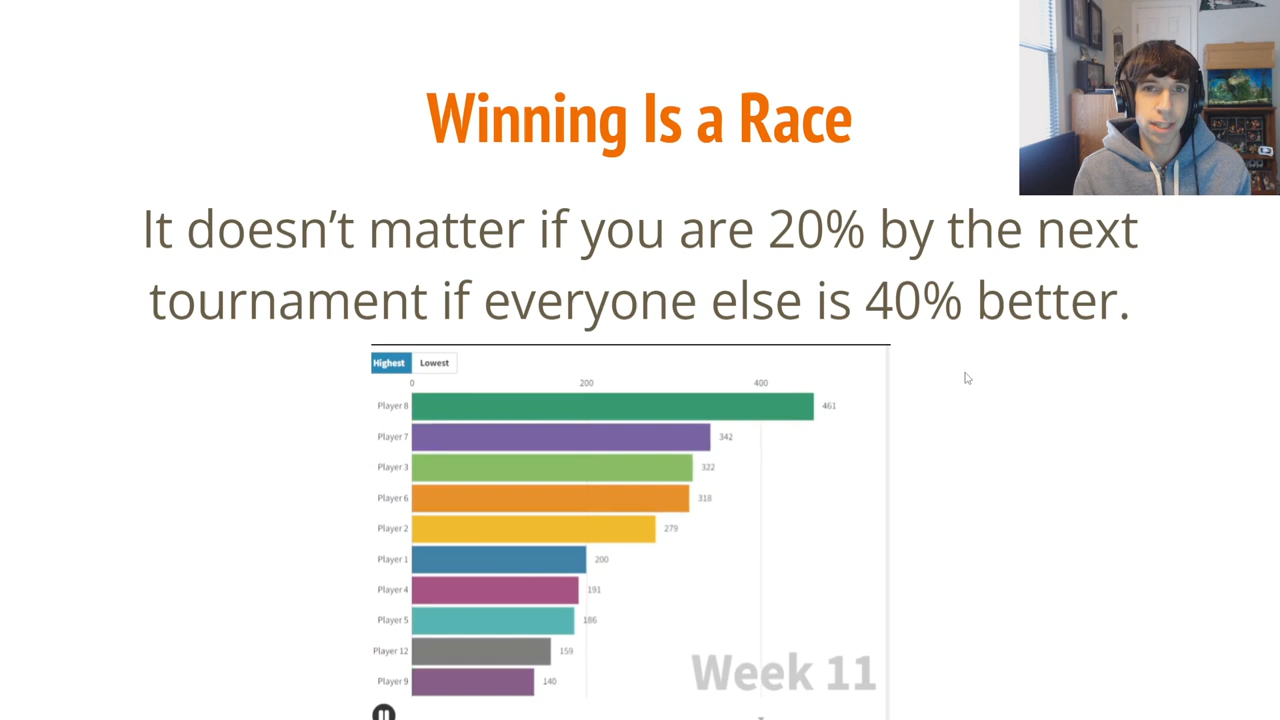 Winning Is a Race
It doesn't matter if you are 20% by the next
tournament if everyone else is 40% better.
Highest Lowest
0 200 400
Player 8 461
Player 7 342
Player 3 322
Player 6 318
Player 2 279
Player 1 200
Player 4 191
Player 5 186
Player 12 159
Player 9 140
Week 11